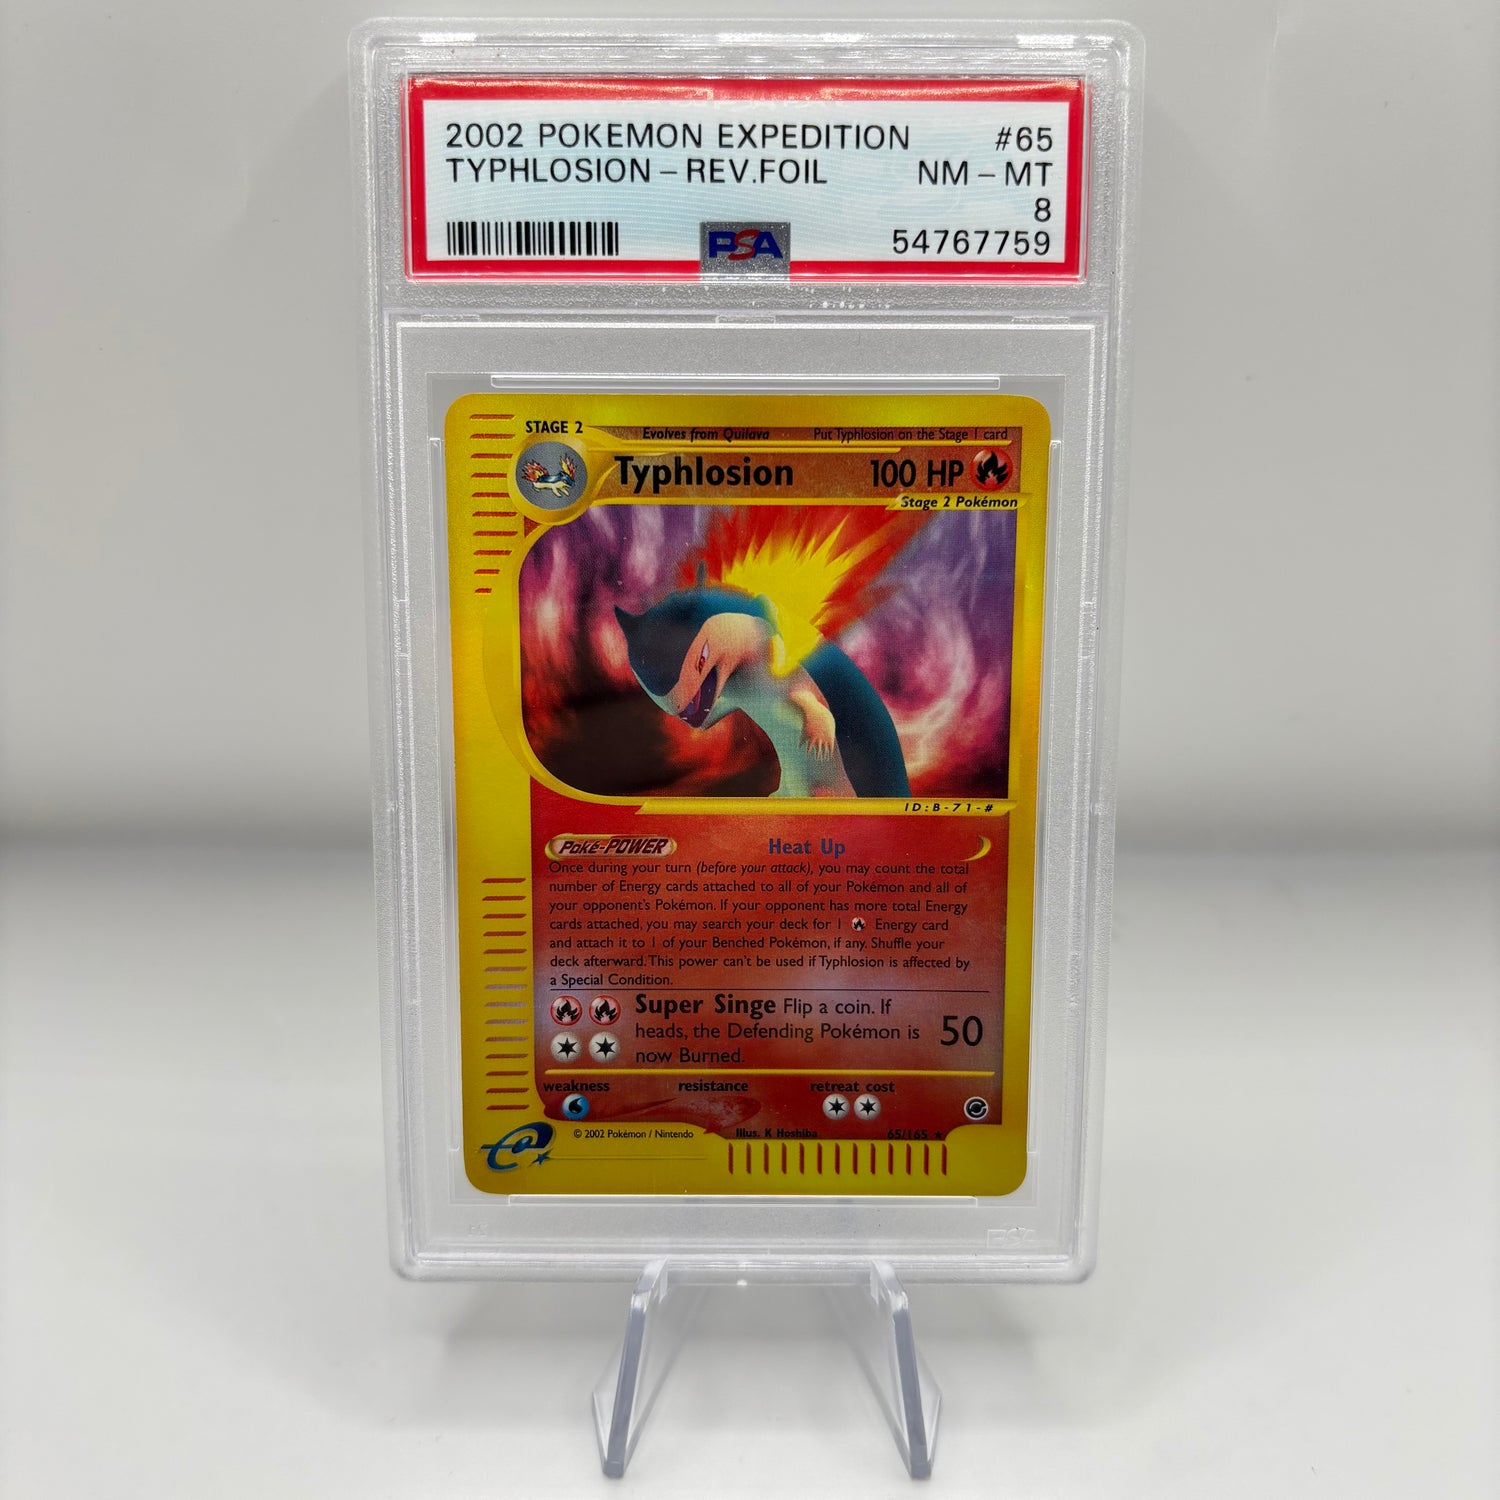 2002 POKEMON EXPEDITION #65
TYPHLOSION - REV.FOIL NM - MT
8
PSA 54767759
STAGE 2 Evolves from Quilava Put Typhlosion on the Stage 1 card
Typhlosion 100 HP
Stage 2 Pokémon
ID:B-71-#
Poké-POWER Heat Up
Once during your turn (before your attack), you may count the total
number of Energy cards attached to all of your Pokémon and all of
your opponent's Pokémon. If your opponent has more total Energy
cards attached, you may search your deck for 1 Energy card
and attach it to 1 of your Benched Pokémon, if any. Shuffle your
deck afterward. This power can't be used if Typhlosion is affected by
a Special Condition.
Super Singe Flip a coin. If
heads, the Defending Pokémon is 50
now Burned.
weakness resistance retreat cost
e
© 2002 Pokémon / Nintendo Illus. K Hoshiba 65/165 ★
PSA